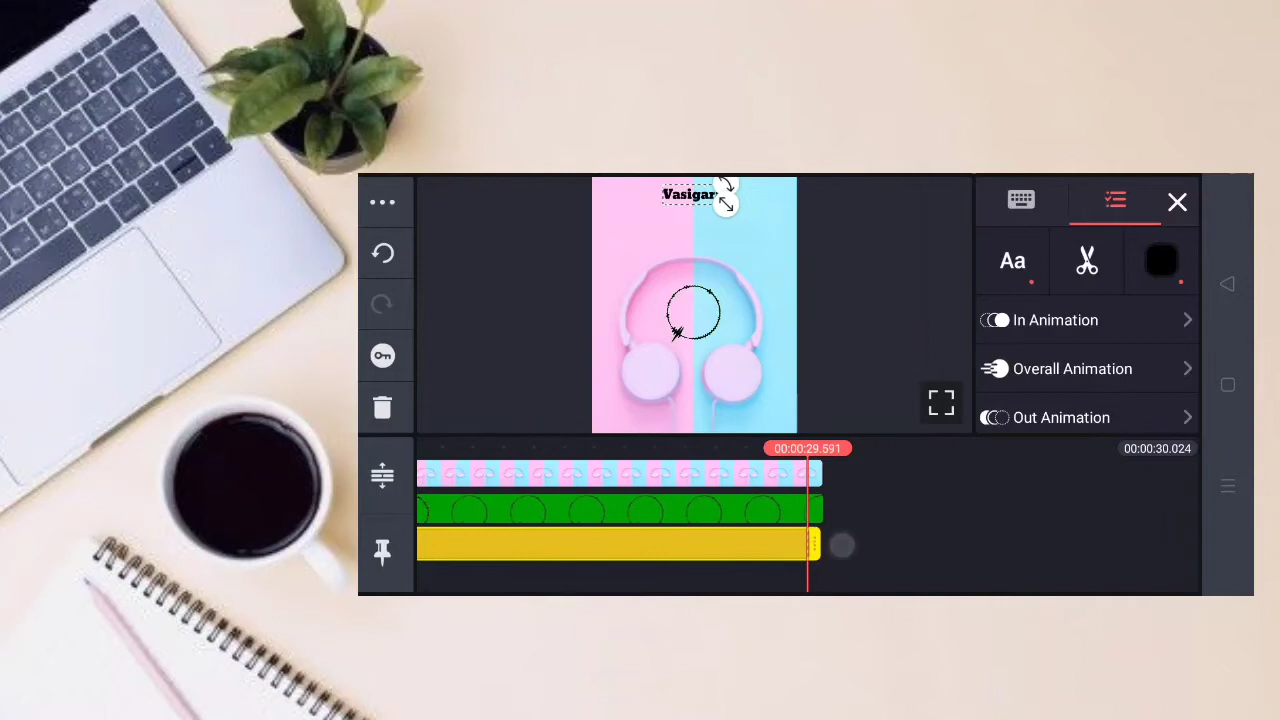 Vasigar
Aa
In Animation
Overall Animation
Out Animation
00:00:29.591
00:00:30.024